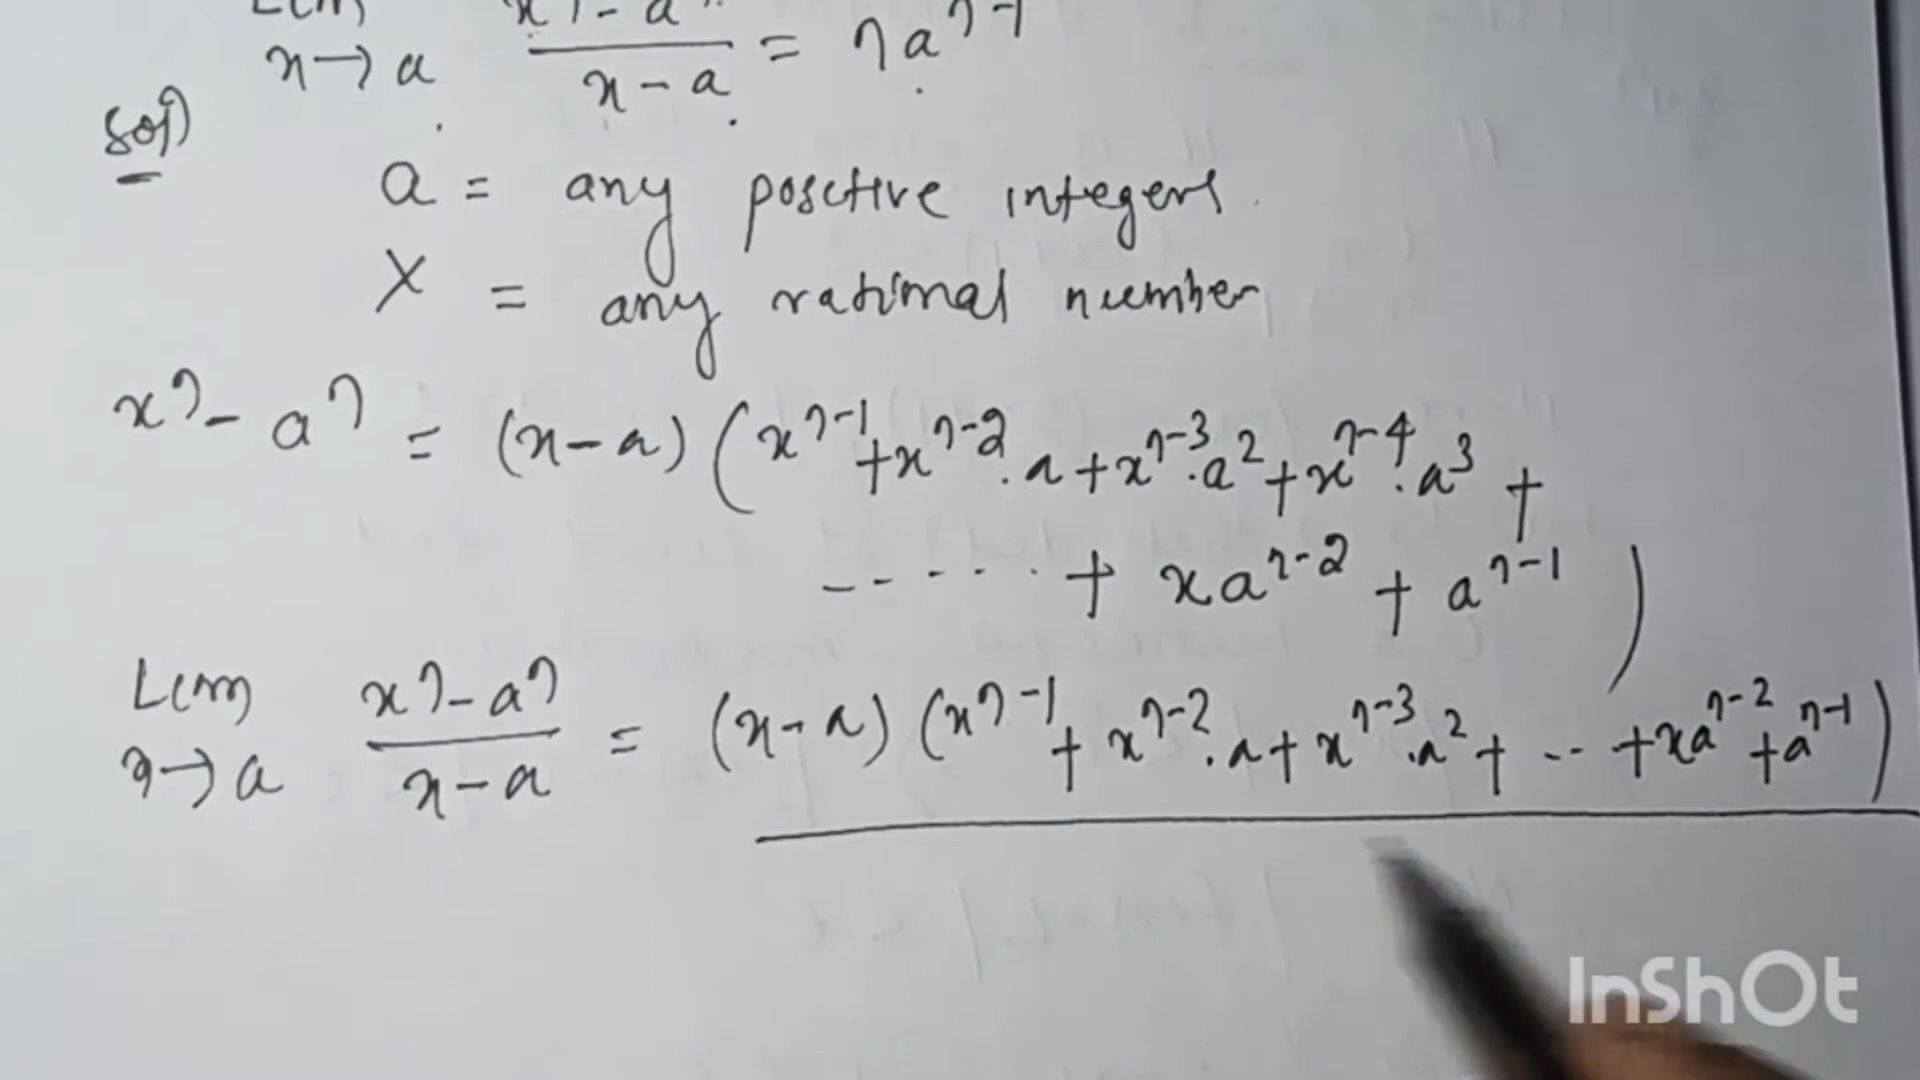 Lim xⁿ - aⁿ
x→a x - a = naⁿ⁻¹
Solⁿ
a = any positive integers.
X = any rational number
xⁿ - aⁿ = (x - a) (xⁿ⁻¹ + xⁿ⁻² . a + xⁿ⁻³ . a² + xⁿ⁻⁴ . a³ +
------ + xaⁿ⁻² + aⁿ⁻¹ )
Lim xⁿ - aⁿ = (x - a) (xⁿ⁻¹ + xⁿ⁻² . a + xⁿ⁻³ . a² + -- + xaⁿ⁻² + aⁿ⁻¹ )
x→a x - a
InShOt